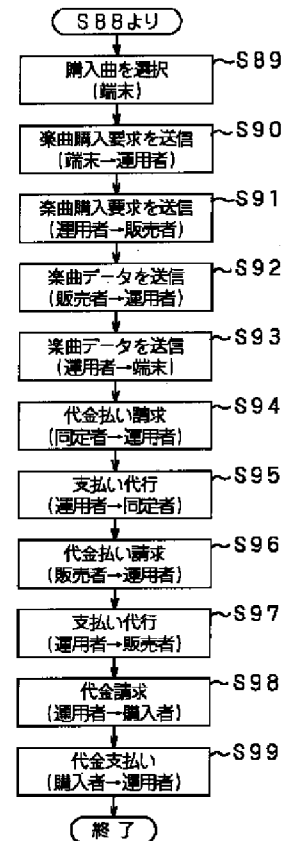 S88より
購入曲を選択
(端末)
S89
楽曲購入要求を送信
(端末→運用者)
S90
楽曲購入要求を送信
(運用者→販売者)
S91
楽曲データを送信
(販売者→運用者)
S92
楽曲データを送信
(運用者→端末)
S93
代金払い請求
(同定者→運用者)
S94
支払い代行
(運用者→同定者)
S95
代金払い請求
(販売者→運用者)
S96
支払い代行
(運用者→販売者)
S97
代金請求
(運用者→購入者)
S98
代金支払い
(購入者→運用者)
S99
終了